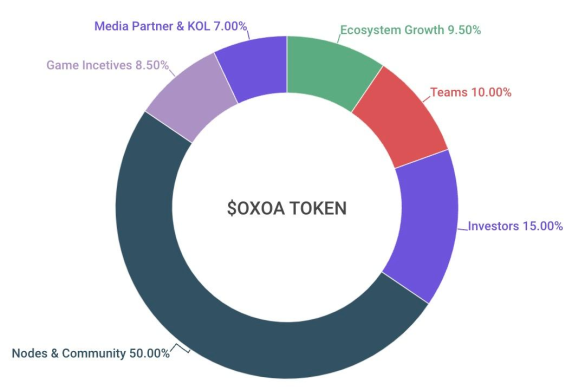 Media Partner & KOL 7.00%
Ecosystem Growth 9.50%
Game Incetives 8.50%
Teams 10.00%
$OXOA TOKEN
Investors 15.00%
Nodes & Community 50.00%